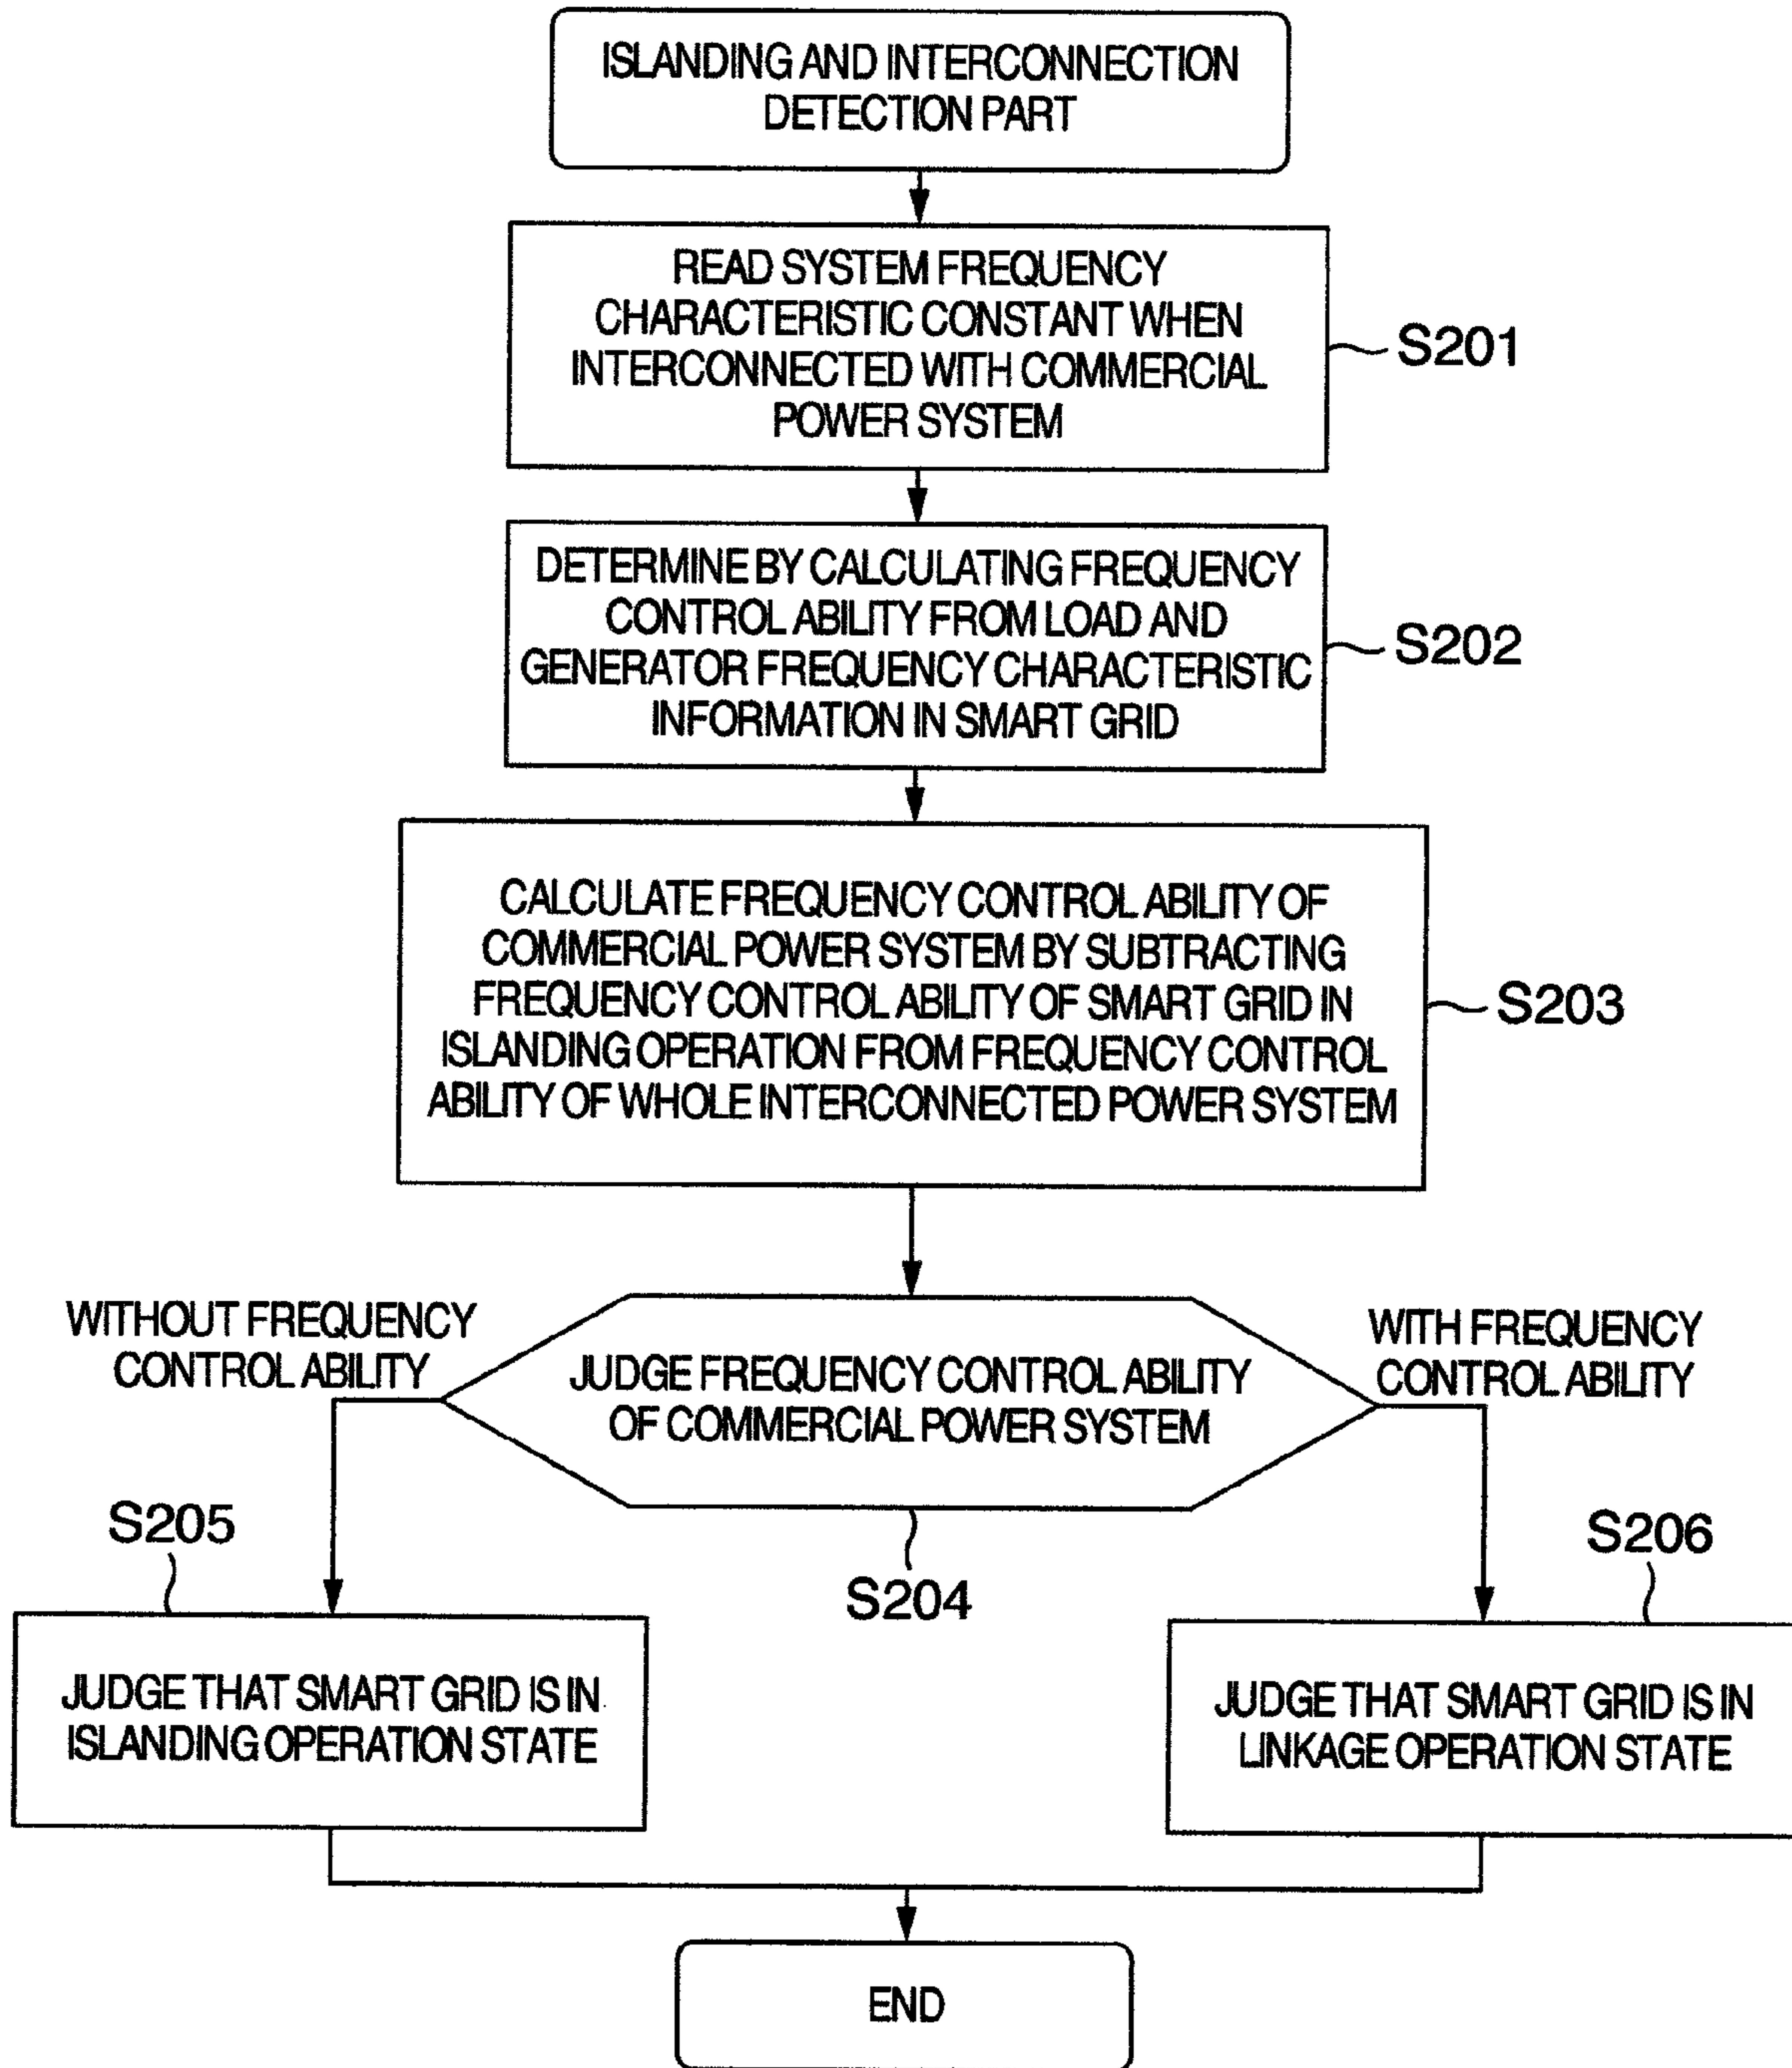 ISLANDING AND INTERCONNECTION
DETECTION PART
READ SYSTEM FREQUENCY
CHARACTERISTIC CONSTANT WHEN
INTERCONNECTED WITH COMMERCIAL
POWER SYSTEM
S201
DETERMINE BY CALCULATING FREQUENCY
CONTROL ABILITY FROM LOAD AND
GENERATOR FREQUENCY CHARACTERISTIC
INFORMATION IN SMART GRID
S202
CALCULATE FREQUENCY CONTROL ABILITY OF
COMMERCIAL POWER SYSTEM BY SUBTRACTING
FREQUENCY CONTROL ABILITY OF SMART GRID IN
ISLANDING OPERATION FROM FREQUENCY CONTROL
ABILITY OF WHOLE INTERCONNECTED POWER SYSTEM
S203
WITHOUT FREQUENCY
CONTROL ABILITY
JUDGE FREQUENCY CONTROL ABILITY
OF COMMERCIAL POWER SYSTEM
WITH FREQUENCY
CONTROL ABILITY
S204
S205
JUDGE THAT SMART GRID IS IN
ISLANDING OPERATION STATE
S206
JUDGE THAT SMART GRID IS IN
LINKAGE OPERATION STATE
END